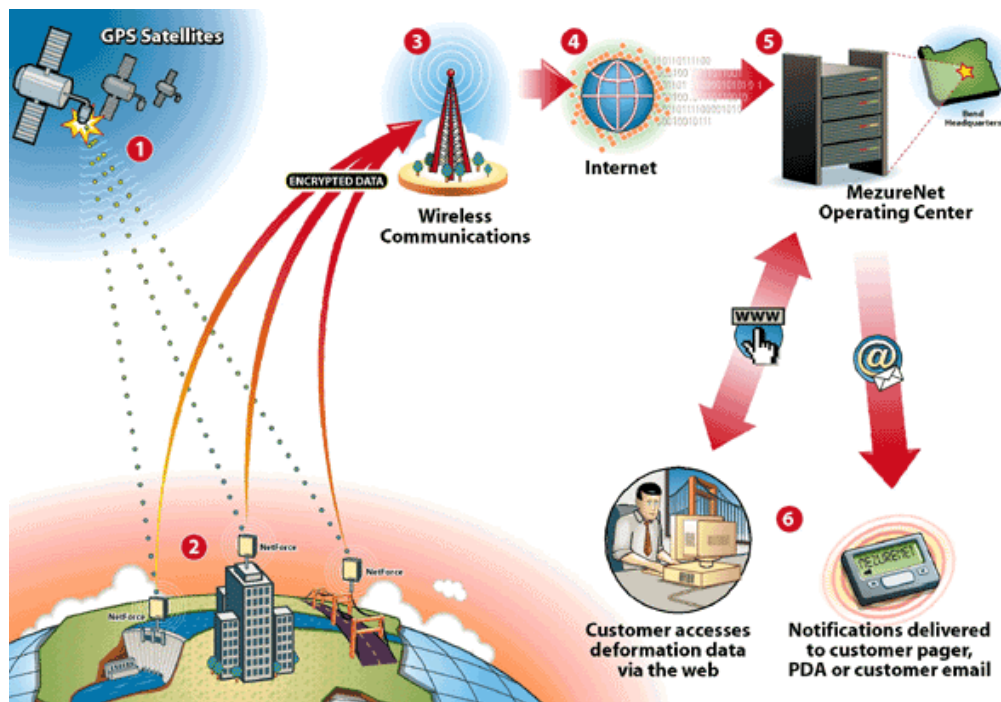 GPS Satellites
1
2
NetForce
NetForce
NetForce
ENCRYPTED DATA
3
Wireless
Communications
4
Internet
5
MezureNet
Operating Center
Bend
Headquarters
WWW
@
6
Customer accesses
deformation data
via the web
MEZURENET
Notifications delivered
to customer pager,
PDA or customer email